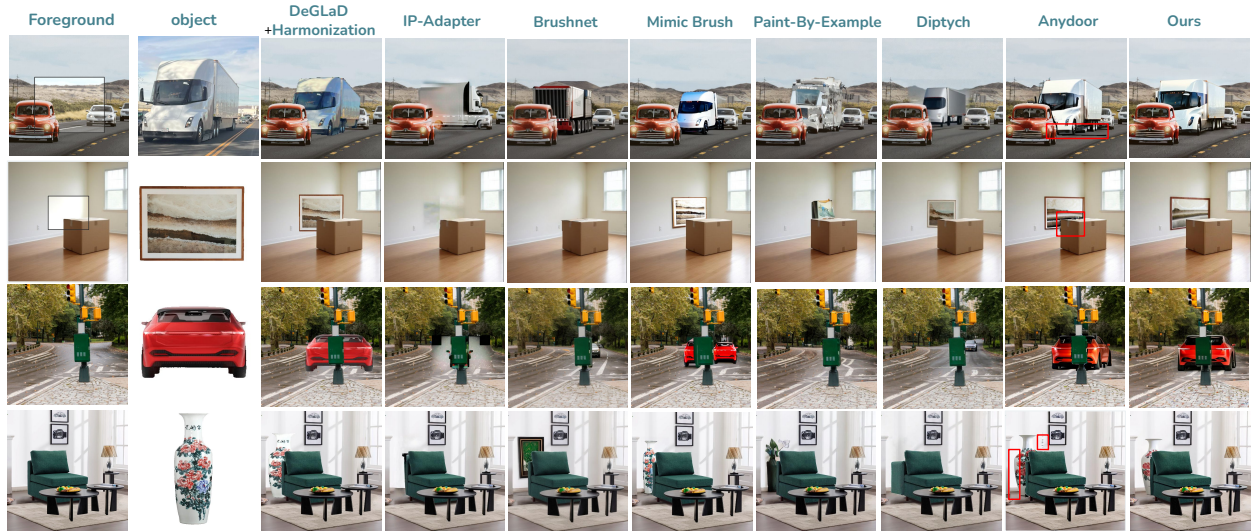 Foreground
object
DeGLaD
+Harmonization
IP-Adapter
Brushnet
Mimic Brush
Paint-By-Example
Diptych
Anydoor
Ours